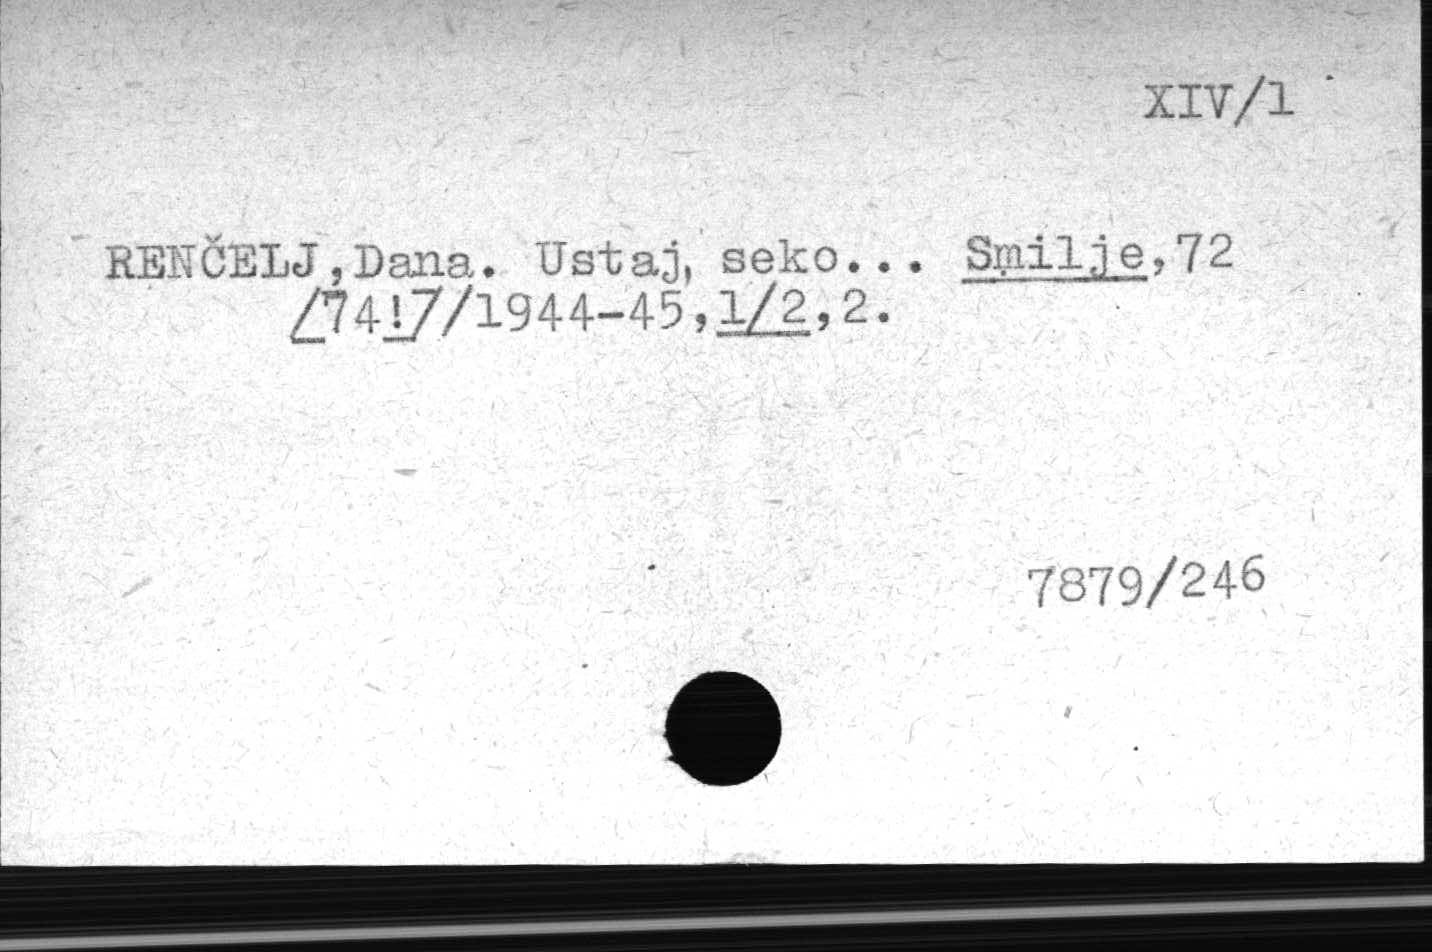 XIV/1
RENČELJ,Dana. Ustaj, seko... Smilje,72
/74!7/1944-45,1/2,2.
7879/246